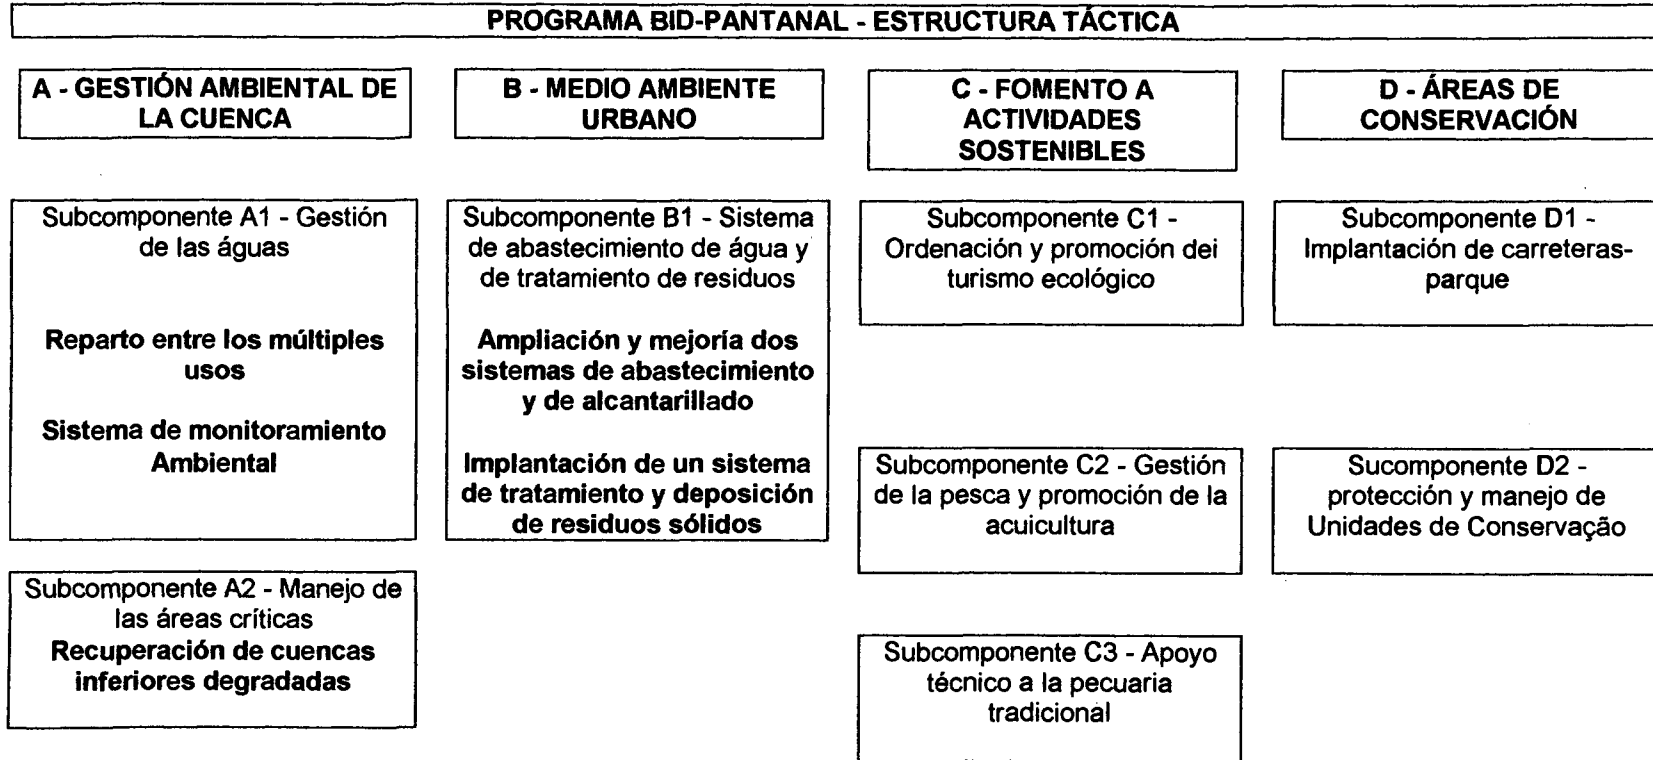 PROGRAMA BID-PANTANAL - ESTRUCTURA TÁCTICA
A - GESTIÓN AMBIENTAL DE
LA CUENCA
B - MEDIO AMBIENTE
URBANO
C - FOMENTO A
ACTIVIDADES
SOSTENIBLES
D - ÁREAS DE
CONSERVACIÓN
Subcomponente A1 - Gestión
de las águas
Reparto entre los múltiples
usos
Sistema de monitoramiento
Ambiental
Subcomponente A2 - Manejo de
las áreas críticas
Recuperación de cuencas
inferiores degradadas
Subcomponente B1 - Sistema
de abastecimiento de água y
de tratamiento de residuos
Ampliación y mejoría dos
sistemas de abastecimiento
y de alcantarillado
Implantación de un sistema
de tratamiento y deposición
de residuos sólidos
Subcomponente C1 -
Ordenación y promoción dei
turismo ecológico
Subcomponente C2 - Gestión
de la pesca y promoción de la
acuicultura
Subcomponente C3 - Apoyo
técnico a la pecuaria
tradicional
Subcomponente D1 -
Implantación de carreteras-
parque
Sucomponente D2 -
protección y manejo de
Unidades de Conservação